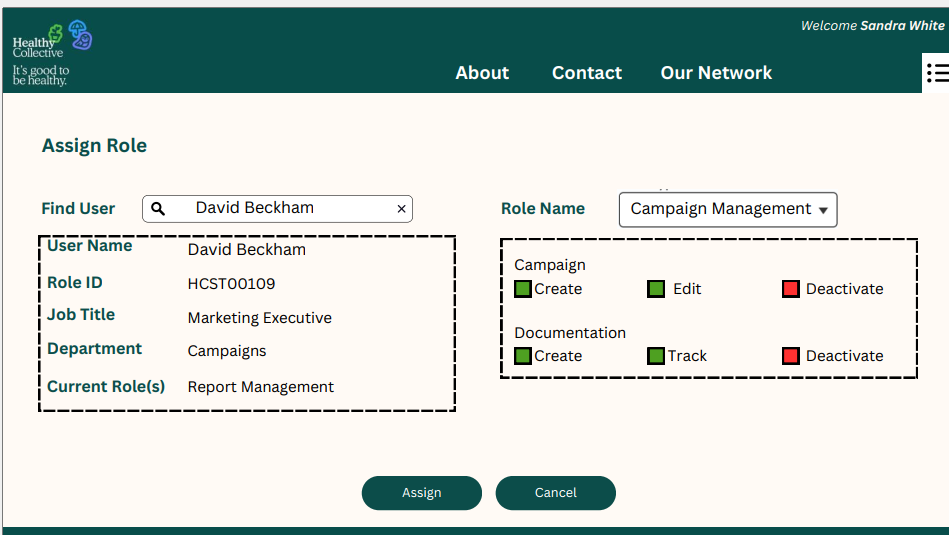 Welcome Sandra White
Healthy
Collective
It's good to
be healthy.
About Contact Our Network
Assign Role
Find User David Beckham ×
Role Name Campaign Management
User Name David Beckham
Role ID HCST00109
Job Title Marketing Executive
Department Campaigns
Current Role(s) Report Management
Campaign
Create Edit Deactivate
Documentation
Create Track Deactivate
Assign Cancel